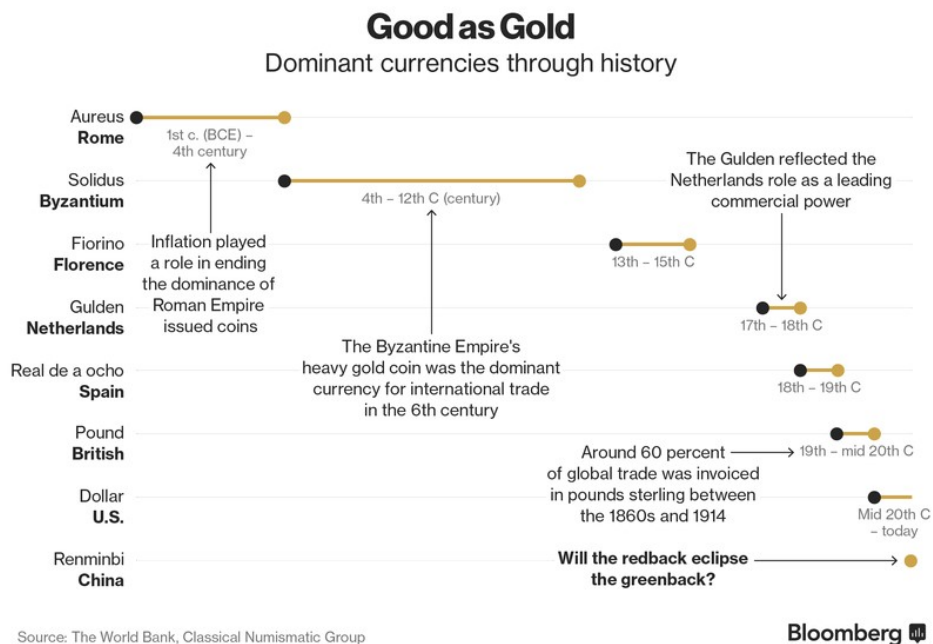 Good as Gold
Dominant currencies through history
Aureus
Rome
1st c. (BCE) –
4th century
Solidus
Byzantium
4th – 12th C (century)
The Gulden reflected the
Netherlands role as a leading
commercial power
Fiorino
Florence
13th – 15th C
Inflation played
a role in ending
the dominance of
Roman Empire
issued coins
Gulden
Netherlands
17th – 18th C
The Byzantine Empire's
heavy gold coin was the dominant
currency for international trade
in the 6th century
Real de a ocho
Spain
18th – 19th C
Pound
British
19th – mid 20th C
Around 60 percent
of global trade was invoiced
in pounds sterling between
the 1860s and 1914
Dollar
U.S.
Mid 20th C
– today
Renminbi
China
Will the redback eclipse
the greenback?
Source: The World Bank, Classical Numismatic Group
Bloomberg